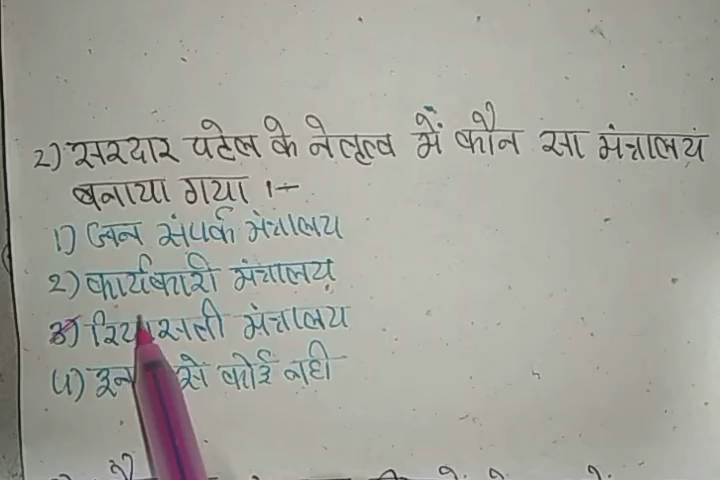 2) सरदार पटेल के नेतृत्व में कौन सा मंत्रालय
बनाया गया :-
1) जन संपर्क मंत्रालय
2) कार्यकारी मंत्रालय
3) रियासती मंत्रालय
4) इन से कोई नही